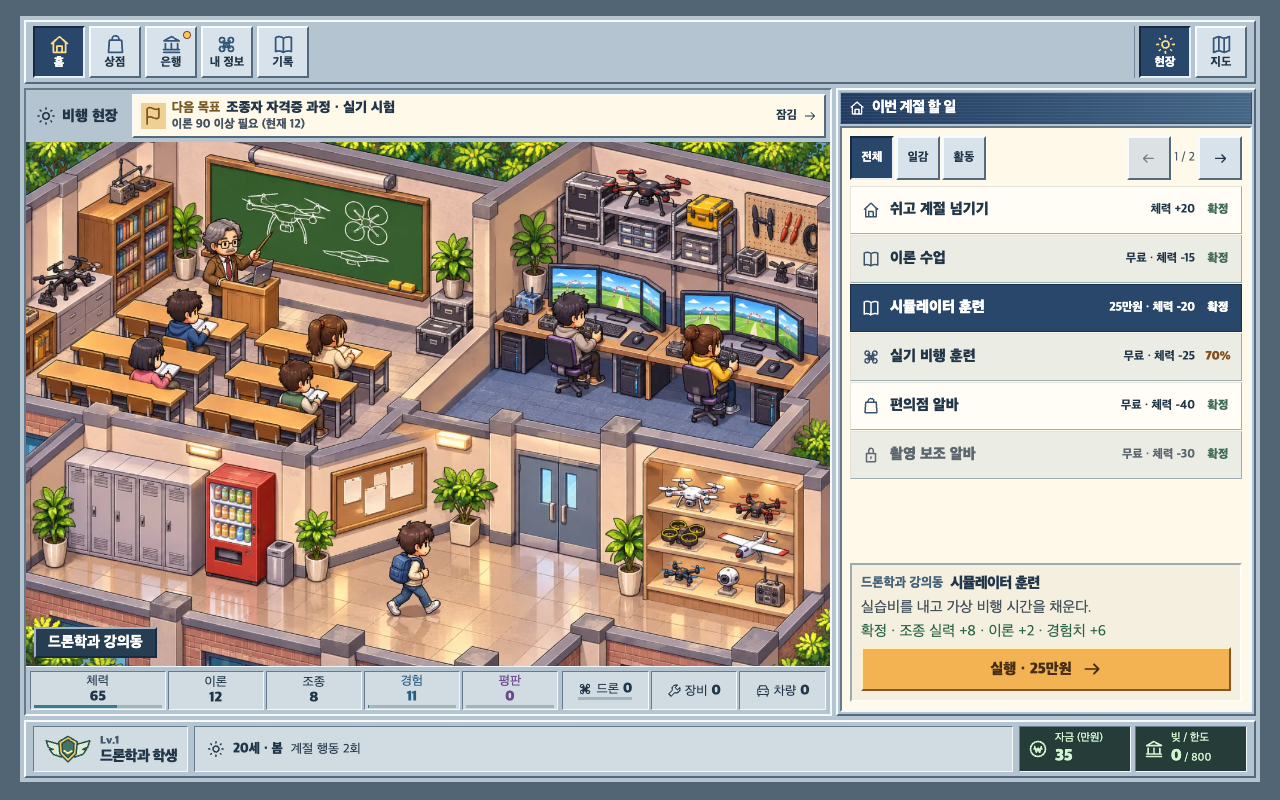 홈
상점
은행
내 정보
기록
현장
지도
비행 현장
다음 목표 조종자 자격증 과정 · 실기 시험
이론 90 이상 필요 (현재 12)
잠김 →
드론학과 강의동
체력
65
이론
12
조종
8
경험
11
평판
0
드론 0
장비 0
차량 0
이번 계절 할 일
전체
일감
활동
←
1 / 2
→
쉬고 계절 넘기기 체력 +20 확정
이론 수업 무료 · 체력 -15 확정
시뮬레이터 훈련 25만원 · 체력 -20 확정
실기 비행 훈련 무료 · 체력 -25 70%
편의점 알바 무료 · 체력 -40 확정
촬영 보조 알바 무료 · 체력 -30 확정
드론학과 강의동 시뮬레이터 훈련
실습비를 내고 가상 비행 시간을 채운다.
확정 · 조종 실력 +8 · 이론 +2 · 경험치 +6
실행 · 25만원 →
Lv.1
드론학과 학생
20세 · 봄 계절 행동 2회
자금 (만원)
35
빚 / 한도
0 / 800